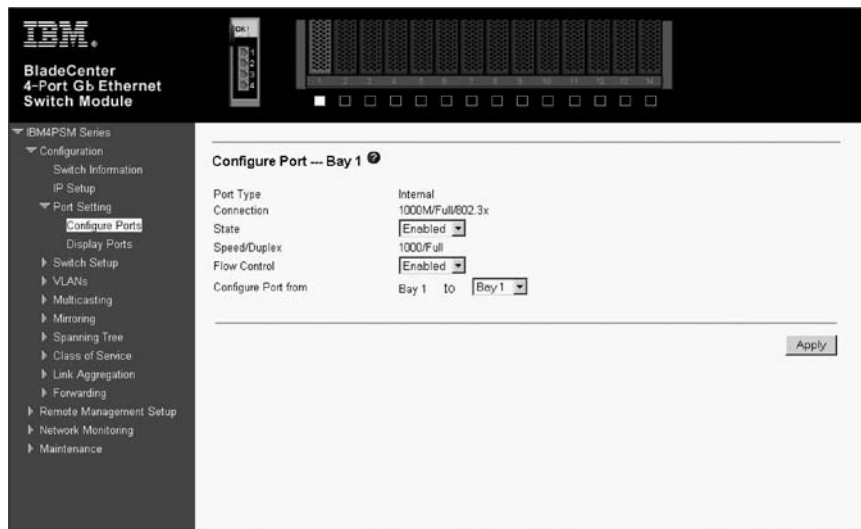 IBM
BladeCenter
4-Port Gb Ethernet
Switch Module
OK!
1
2
3
4
1 2 3 4 5 6 7 8 9 10 11 12 13 14
IBM4PSM Series
Configuration
Switch Information
IP Setup
Port Setting
Configure Ports
Display Ports
Switch Setup
VLANs
Multicasting
Mirroring
Spanning Tree
Class of Service
Link Aggregation
Forwarding
Remote Management Setup
Network Monitoring
Maintenance
Configure Port --- Bay 1 ?
Port Type Internal
Connection 1000M/Full/802.3x
State Enabled
Speed/Duplex 1000/Full
Flow Control Enabled
Configure Port from Bay 1 to Bay 1
Apply